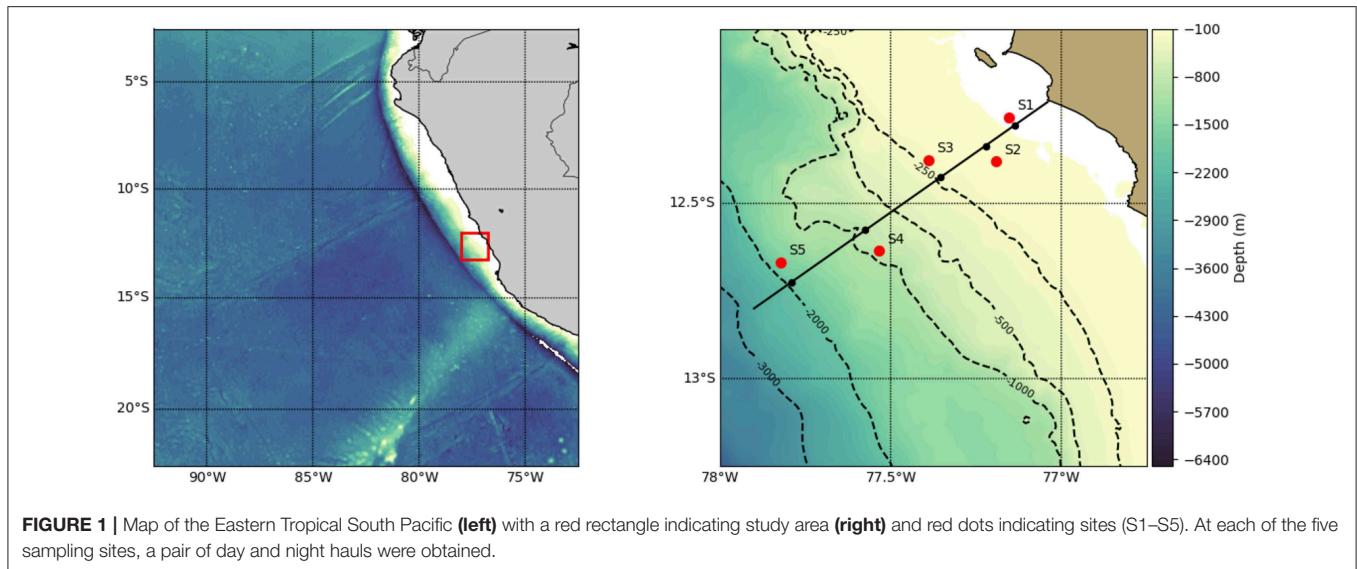 5°S
10°S
15°S
20°S
90°W
85°W
80°W
75°W
-250
S1
S2
S3
-250
12.5°S
S4
S5
-500
-2000
-1000
-3000
13°S
78°W
77.5°W
77°W
−100
−800
−1500
−2200
−2900
−3600
−4300
−5000
−5700
−6400
Depth (m)
FIGURE 1 | Map of the Eastern Tropical South Pacific (left) with a red rectangle indicating study area (right) and red dots indicating sites (S1–S5). At each of the five
sampling sites, a pair of day and night hauls were obtained.